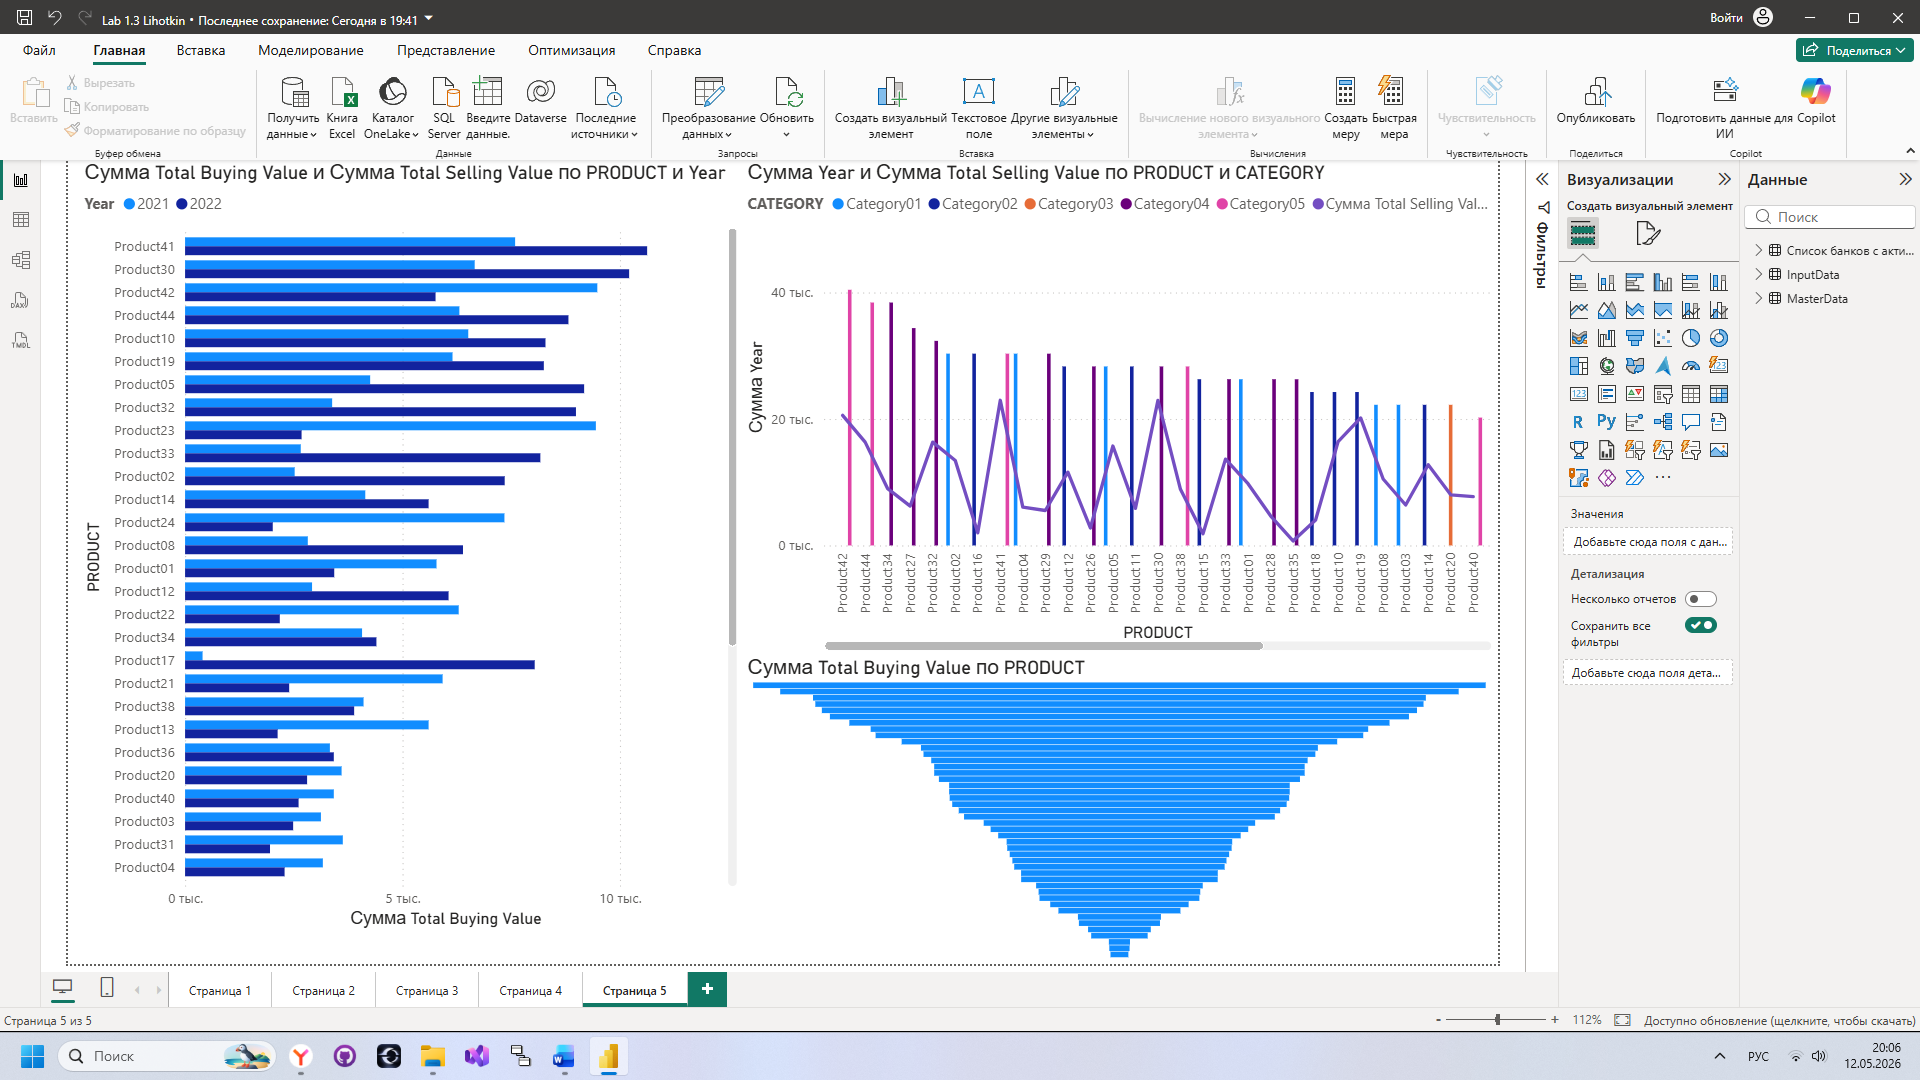 Lab 1.3 Lihotkin • Последнее сохранение: Сегодня в 19:41
Войти
Файл
Главная
Вставка
Моделирование
Представление
Оптимизация
Справка
Поделиться
Вставить
Вырезать
Копировать
Форматирование по образцу
Буфер обмена
Получить данные
Книга Excel
Каталог OneLake
SQL Server
Введите данные.
Dataverse
Последние источники
Данные
Преобразование данных
Обновить
Запросы
Создать визуальный элемент
Текстовое поле
Другие визуальные элементы
Вставка
Вычисление нового визуального элемента
Создать меру
Быстрая мера
Вычисления
Чувствительность
Чувствительность
Опубликовать
Поделиться
Подготовить данные для ИИ
Copilot
Copilot
DAX
TMDL
Сумма Total Buying Value и Сумма Total Selling Value по PRODUCT и Year
Year 2021 2022
PRODUCT
Product41
Product30
Product42
Product44
Product10
Product19
Product05
Product32
Product23
Product33
Product02
Product14
Product24
Product08
Product01
Product12
Product22
Product34
Product17
Product21
Product38
Product13
Product36
Product20
Product40
Product03
Product31
Product04
0 тыс. 5 тыс. 10 тыс.
Сумма Total Buying Value
Сумма Year и Сумма Total Selling Value по PRODUCT и CATEGORY
CATEGORY Category01 Category02 Category03 Category04 Category05 Сумма Total Selling Val...
Сумма Year
40 тыс.
20 тыс.
0 тыс.
Product42
Product44
Product34
Product27
Product32
Product02
Product16
Product41
Product04
Product29
Product12
Product26
Product05
Product11
Product30
Product38
Product15
Product33
Product01
Product28
Product35
Product18
Product10
Product19
Product08
Product03
Product14
Product20
Product40
PRODUCT
Сумма Total Buying Value по PRODUCT
Фильтры
Визуализации
Создать визуальный элемент
R
Py
123
123
Значения
Добавьте сюда поля с дан...
Детализация
Несколько отчетов
Сохранить все фильтры
Добавьте сюда поля дета...
Данные
Поиск
Список банков с акти...
InputData
MasterData
Страница 1
Страница 2
Страница 3
Страница 4
Страница 5
+
Страница 5 из 5
- + 112%
Доступно обновление (щелкните, чтобы скачать)
Поиск
РУС
20:06
12.05.2026